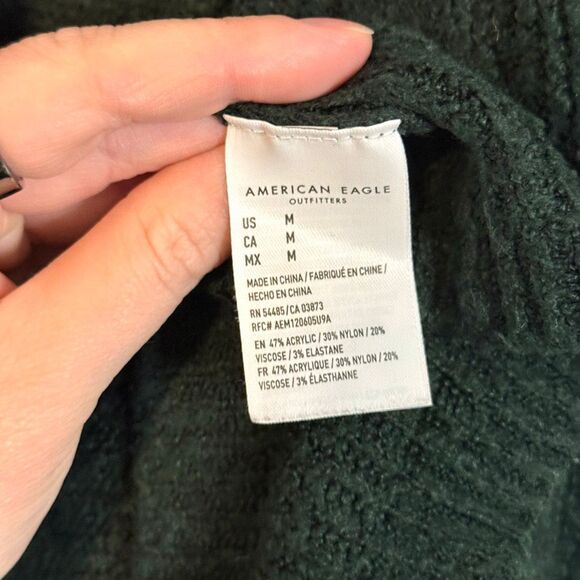 AMERICAN EAGLE
OUTFITTERS
US M
CA M
MX M
MADE IN CHINA / FABRIQUÉ EN CHINE /
HECHO EN CHINA
RN 54485 / CA 03873
RFC# AEM120605U9A
EN 47% ACRYLIC / 30% NYLON / 20%
VISCOSE / 3% ELASTANE
FR 47% ACRYLIQUE / 30% NYLON / 20%
VISCOSE / 3% ÉLASTHANNE